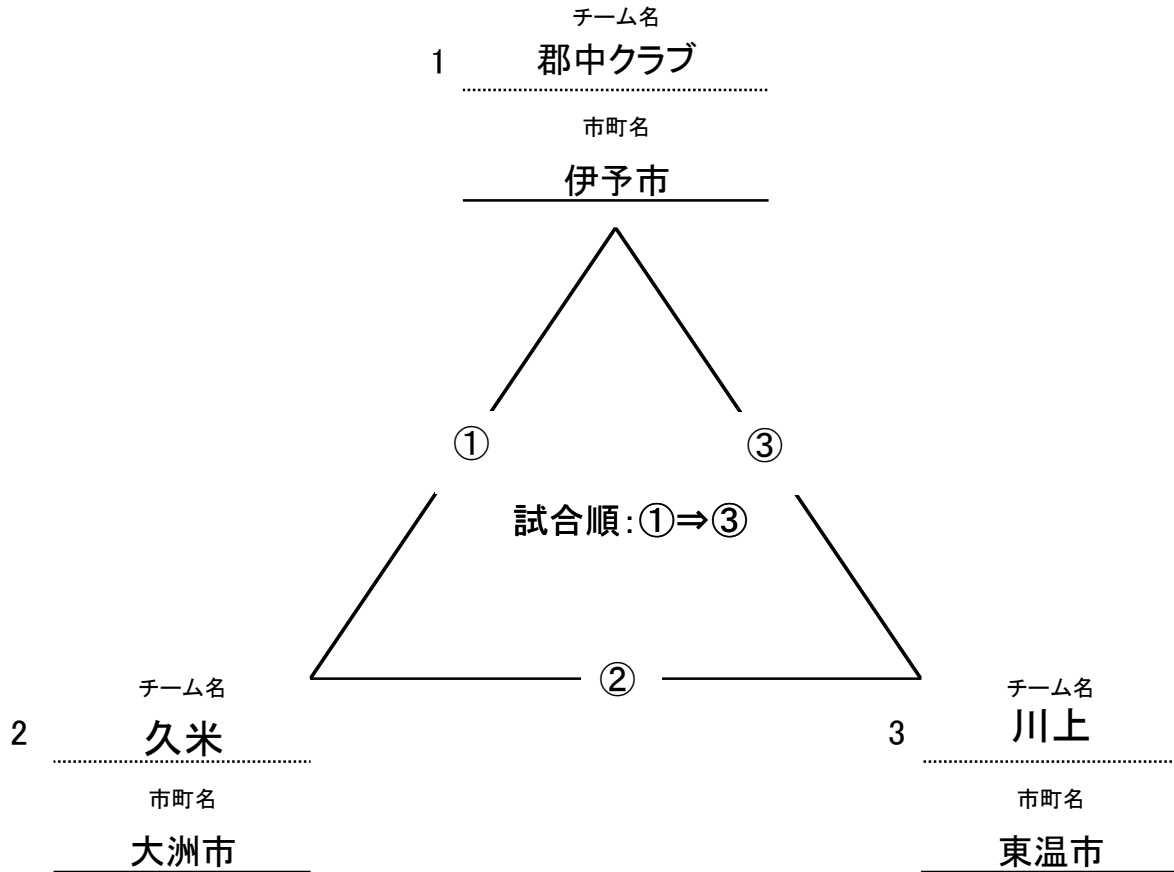 チーム名
1 郡中クラブ
市町名
伊予市
① ③
試合順:①⇒③
②
チーム名
2 久米
市町名
大洲市
チーム名
3 川上
市町名
東温市